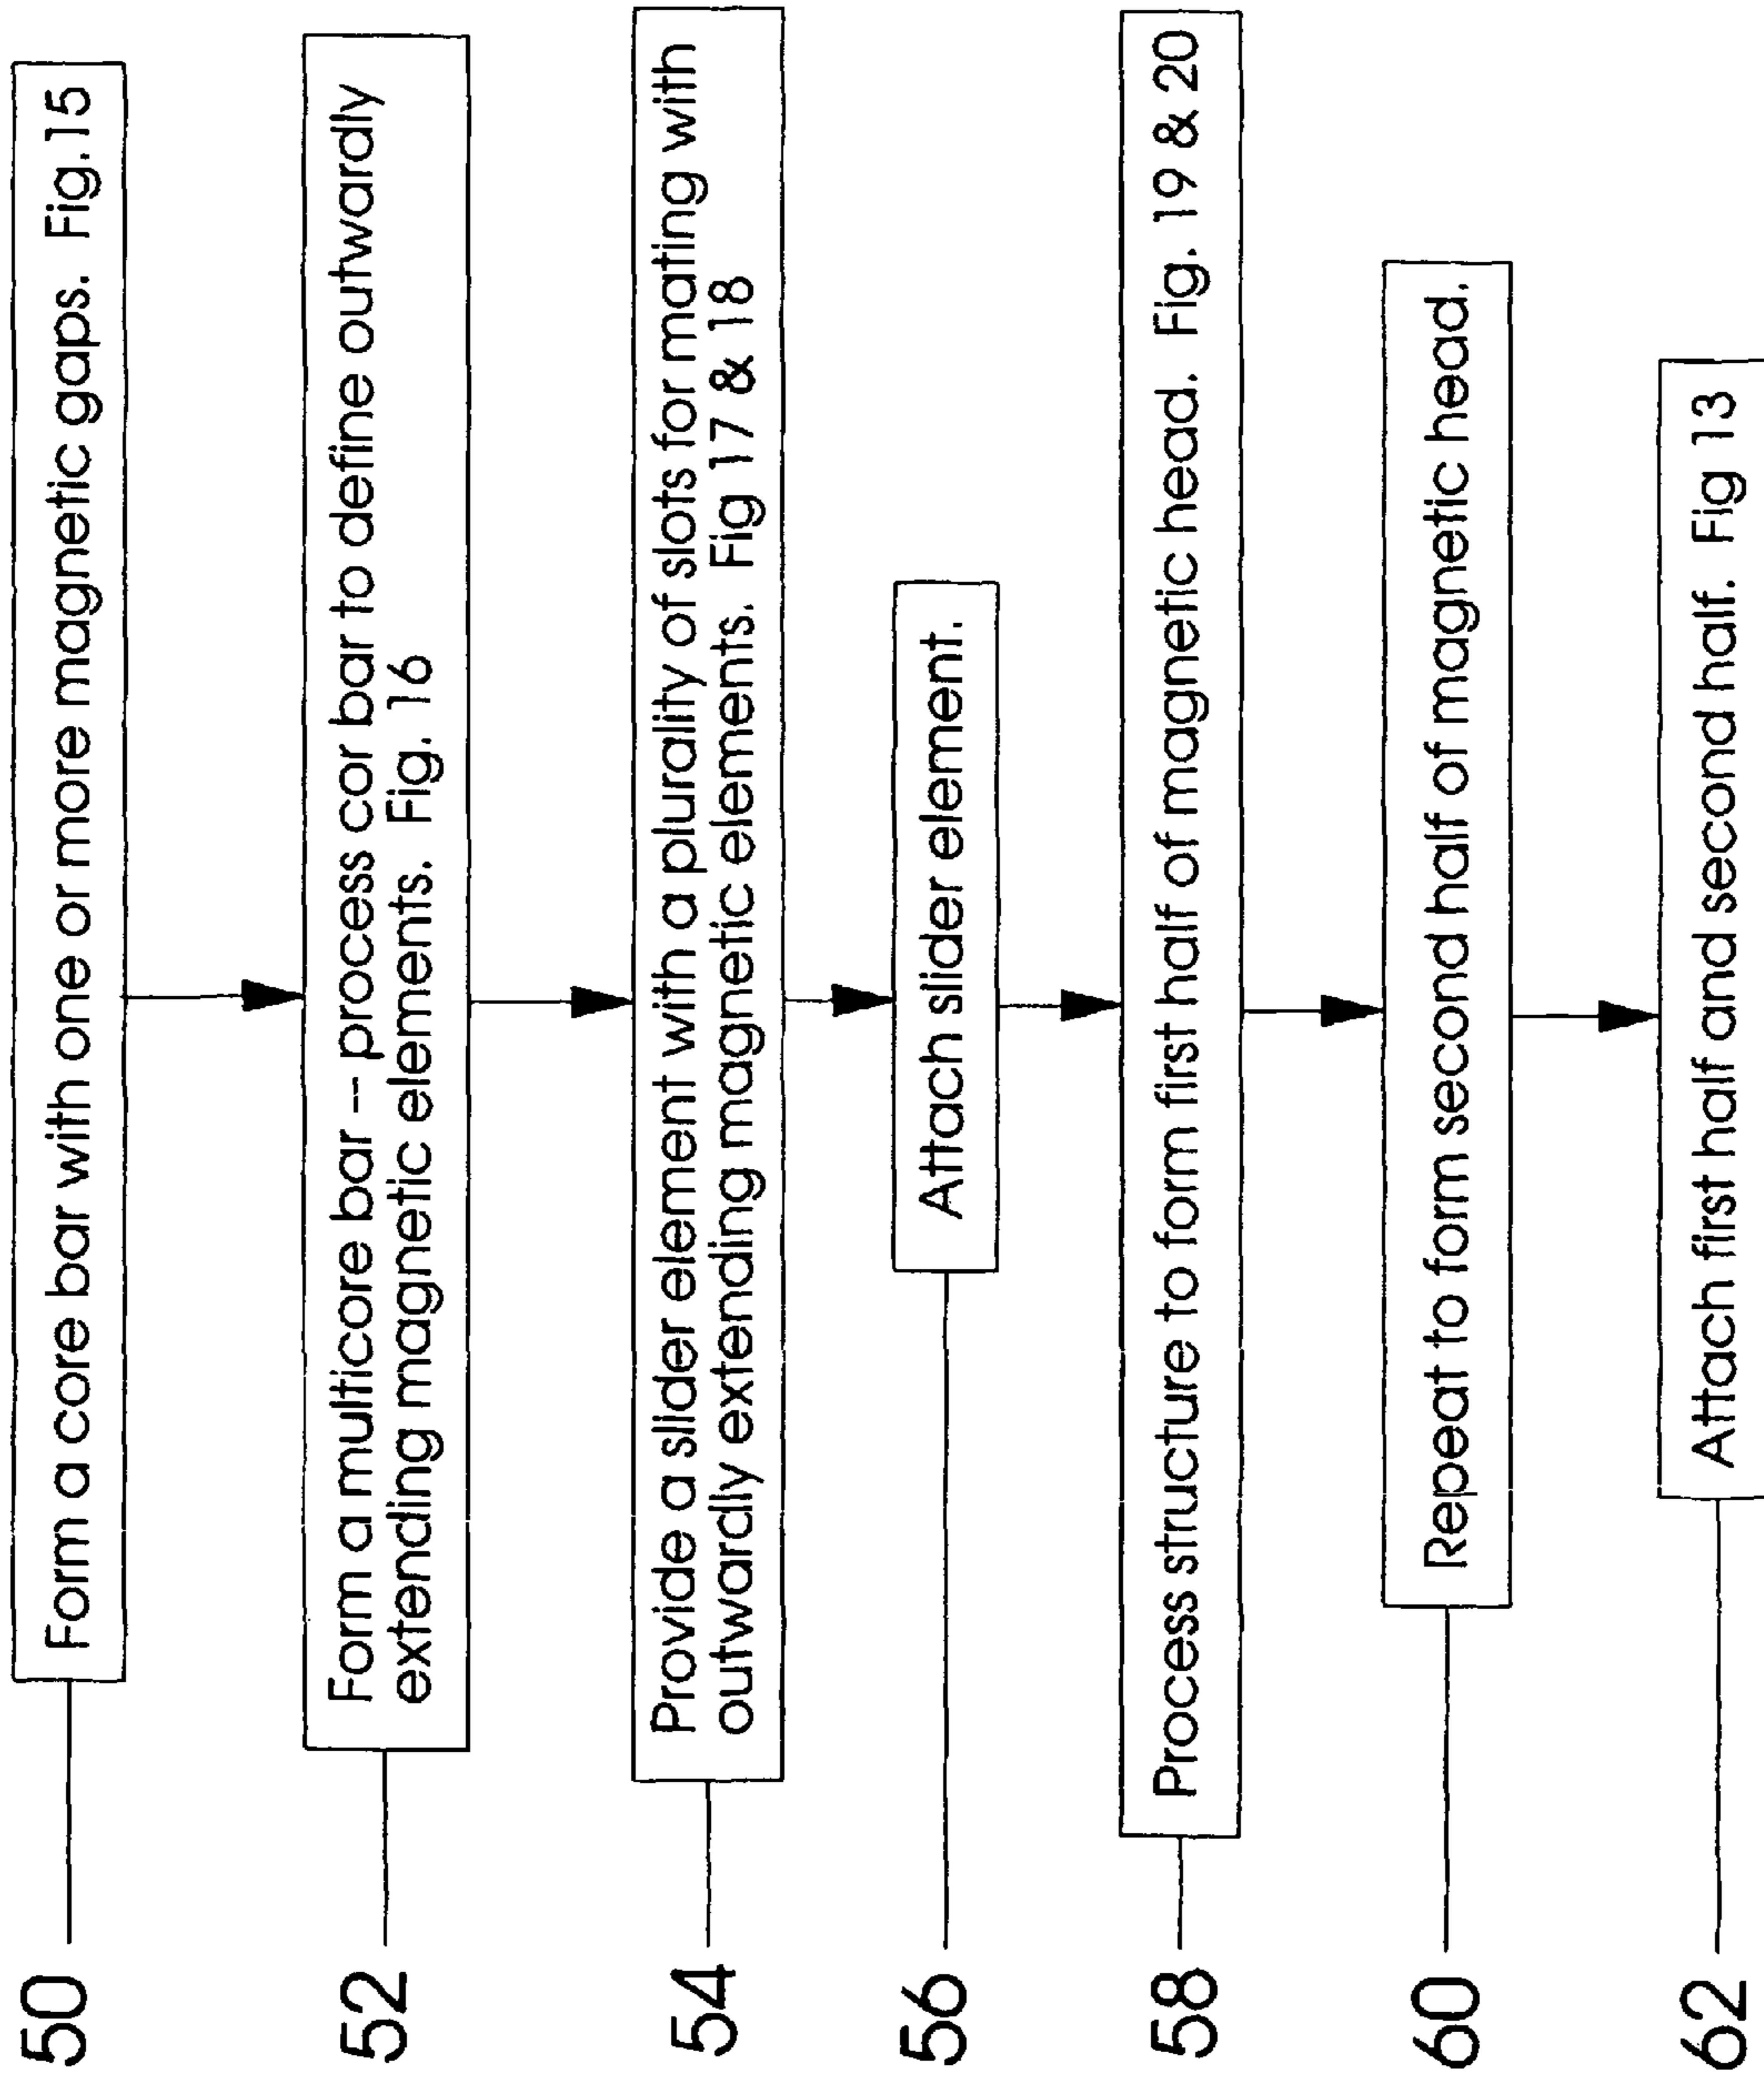 50
Form a core bar with one or more magnetic gaps. Fig.15
52
Form a multicore bar -- process cor bar to define outwardly
extending magnetic elements. Fig. 16
54
Provide a slider element with a plurality of slots for mating with
outwardly extending magnetic elements. Fig 17 & 18
56
Attach slider element.
58
Process structure to form first half of magnetic head. Fig. 19 & 20
60
Repeat to form second half of magnetic head.
62
Attach first half and second half. Fig 13